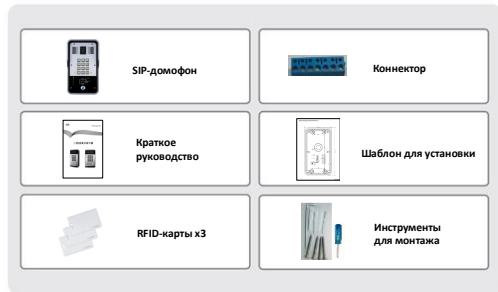 SIP-домофон
Коннектор
Краткое
руководство
Шаблон для установки
RFID-карты x3
Инструменты
для монтажа